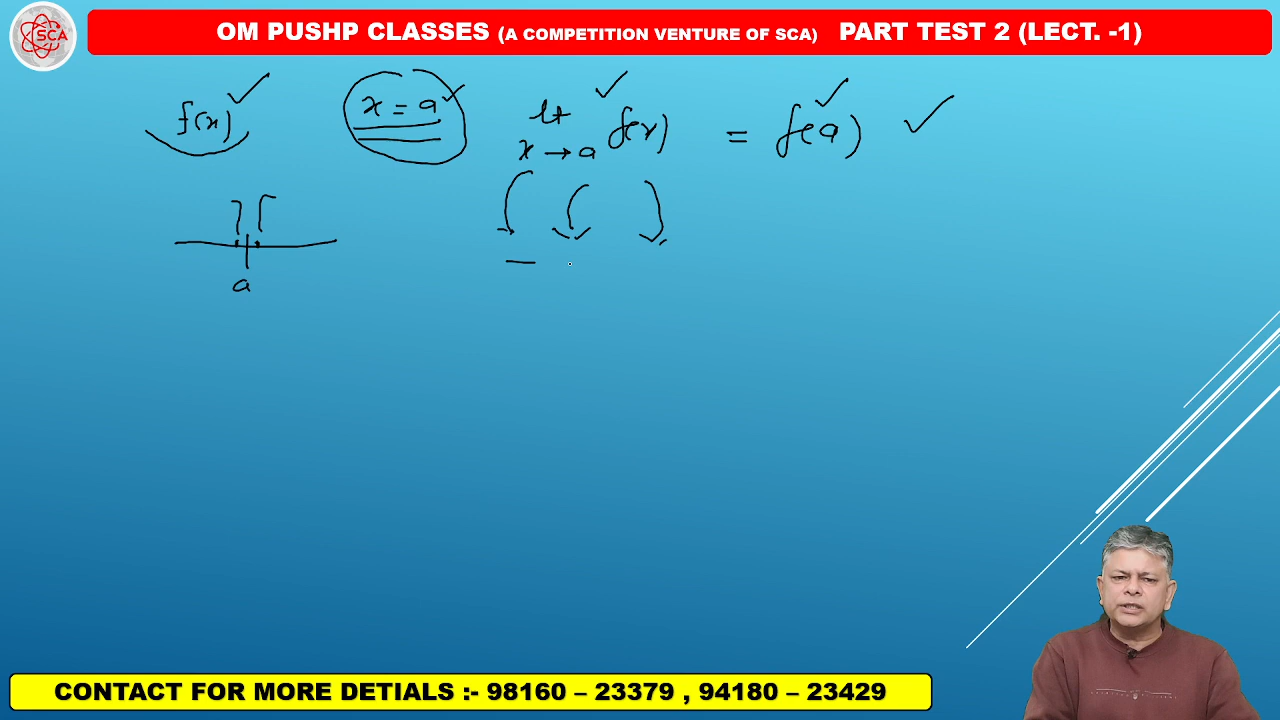 SCA
OM PUSHP CLASSES (A COMPETITION VENTURE OF SCA) PART TEST 2 (LECT. -1)
f(x) x = a lt x → a f(x) = f(a)
a
CONTACT FOR MORE DETIALS :- 98160 – 23379 , 94180 – 23429